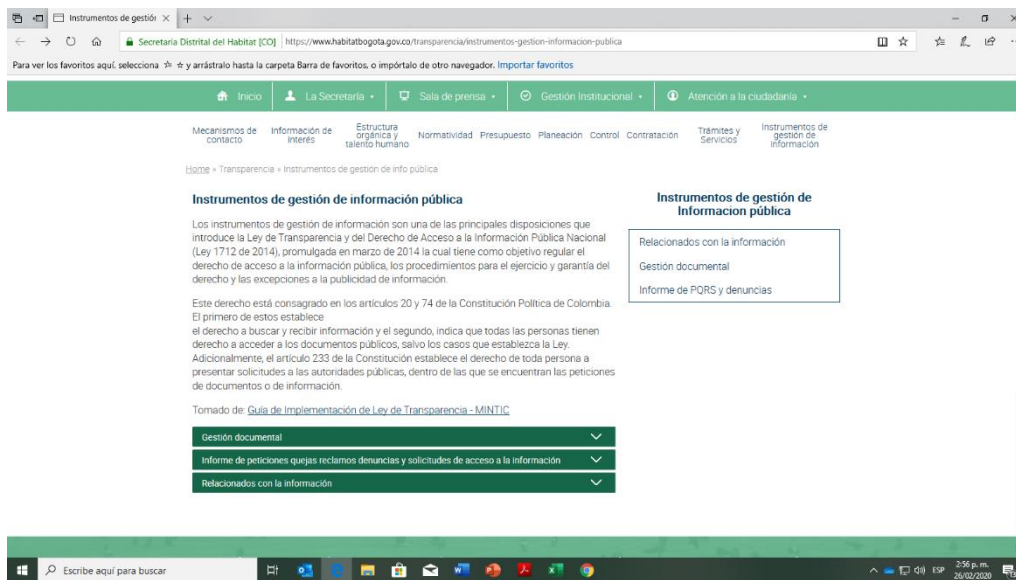 Instrumentos de gestión
Secretaría Distrital del Habitat [CO] https://www.habitatbogota.gov.co/transparencia/instrumentos-gestion-informacion-publica
Para ver los favoritos aquí, selecciona y arrástralo hasta la carpeta Barra de favoritos, o impórtalo de otro navegador. Importar favoritos
Inicio La Secretaría Sala de prensa Gestión Institucional Atención a la ciudadanía
Mecanismos de contacto
Información de interés
Estructura orgánica y talento humano
Normatividad Presupuesto Planeación Control Contratación
Trámites y Servicios
Instrumentos de gestión de información
Home » Transparencia » Instrumentos de gestión de info pública
Instrumentos de gestión de información pública
Los instrumentos de gestión de información son una de las principales disposiciones que
introduce la Ley de Transparencia y del Derecho de Acceso a la Información Pública Nacional
(Ley 1712 de 2014), promulgada en marzo de 2014 la cual tiene como objetivo regular el
derecho de acceso a la información pública, los procedimientos para el ejercicio y garantía del
derecho y las excepciones a la publicidad de información.
Este derecho está consagrado en los artículos 20 y 74 de la Constitución Política de Colombia.
El primero de estos establece
el derecho a buscar y recibir información y el segundo, indica que todas las personas tienen
derecho a acceder a los documentos públicos, salvo los casos que establezca la Ley.
Adicionalmente, el artículo 233 de la Constitución establece el derecho de toda persona a
presentar solicitudes a las autoridades públicas, dentro de las que se encuentran las peticiones
de documentos o de información.
Tomado de: Guía de Implementación de Ley de Transparencia - MINTIC
Gestión documental
Informe de peticiones quejas reclamos denuncias y solicitudes de acceso a la información
Relacionados con la información
Instrumentos de gestión de
Informacion pública
Relacionados con la información
Gestión documental
Informe de PQRS y denuncias
Escribe aquí para buscar
ESP
2:56 p. m.
26/02/2020